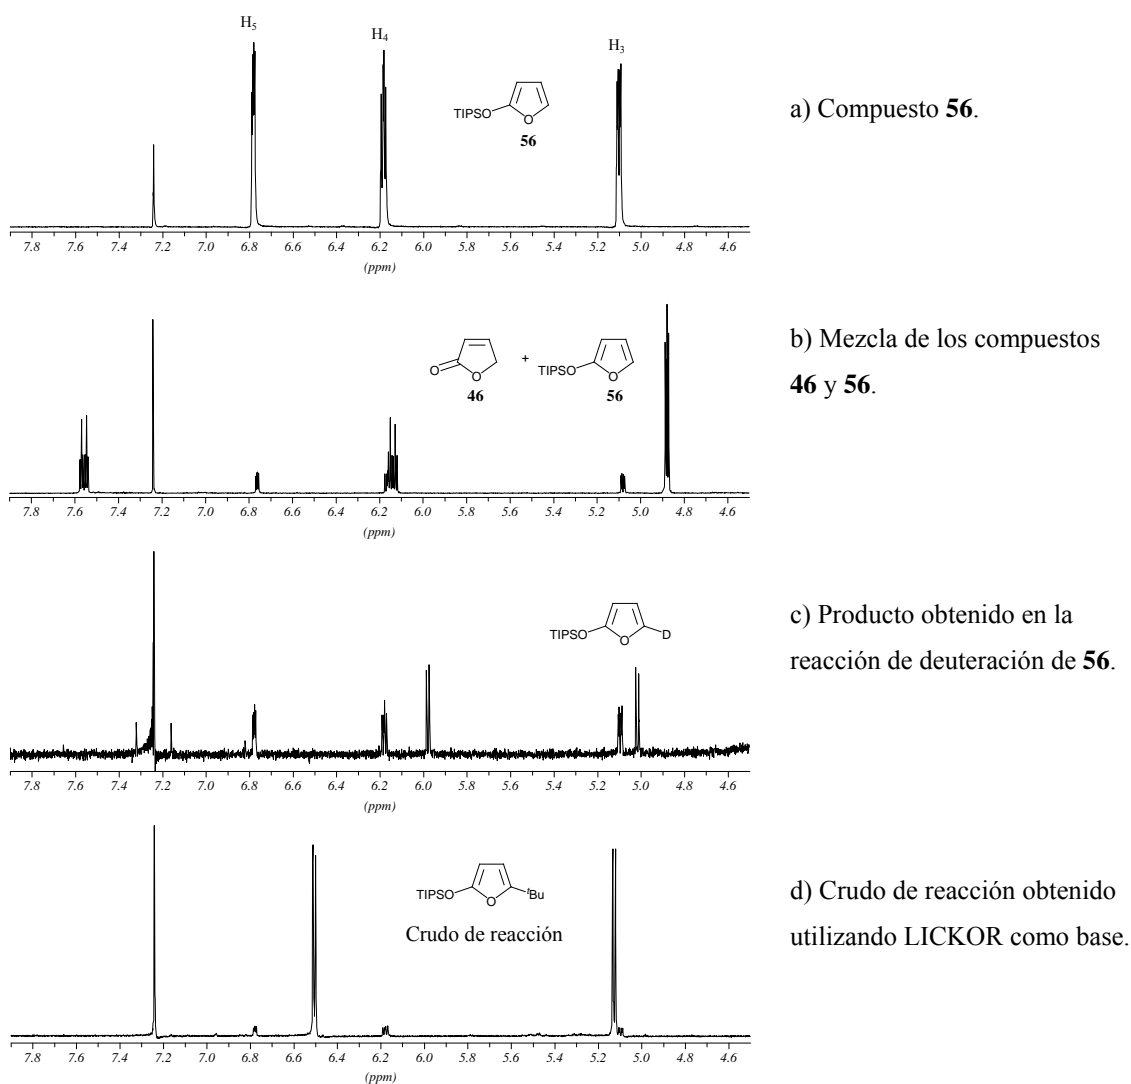 H₅
H₄
H₃
TIPSO
O
56
a) Compuesto 56.
7.8 7.6 7.4 7.2 7.0 6.8 6.6 6.4 6.2 6.0 5.8 5.6 5.4 5.2 5.0 4.8 4.6
(ppm)
O
O
46
+
TIPSO
O
56
b) Mezcla de los compuestos
46 y 56.
7.8 7.6 7.4 7.2 7.0 6.8 6.6 6.4 6.2 6.0 5.8 5.6 5.4 5.2 5.0 4.8 4.6
(ppm)
TIPSO
O
D
c) Producto obtenido en la
reacción de deuteración de 56.
7.8 7.6 7.4 7.2 7.0 6.8 6.6 6.4 6.2 6.0 5.8 5.6 5.4 5.2 5.0 4.8 4.6
(ppm)
TIPSO
O
ᵗBu
Crudo de reacción
d) Crudo de reacción obtenido
utilizando LICKOR como base.
7.8 7.6 7.4 7.2 7.0 6.8 6.6 6.4 6.2 6.0 5.8 5.6 5.4 5.2 5.0 4.8 4.6
(ppm)